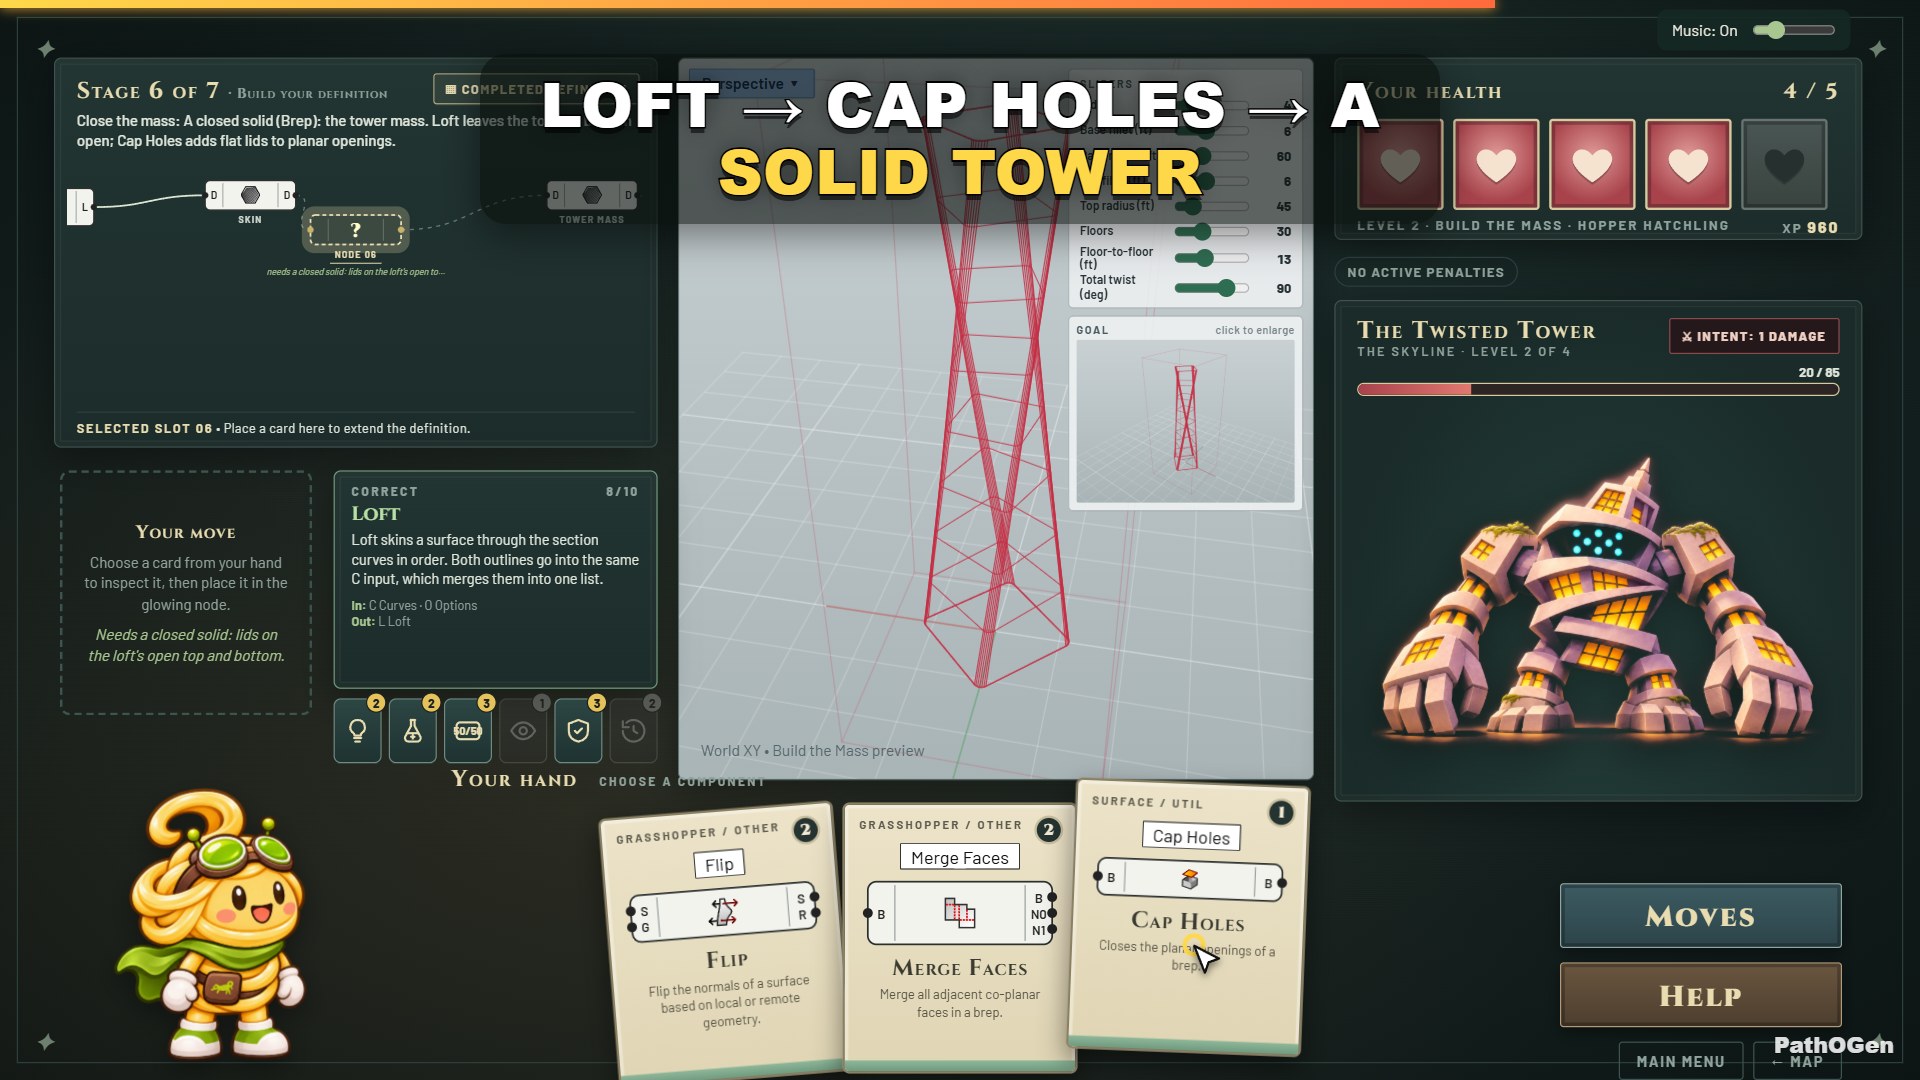 Music: On
STAGE 6 OF 7 · BUILD YOUR DEFINITION
Close the mass: A closed solid (Brep): the tower mass. Loft leaves the
open; Cap Holes adds flat lids to planar openings.
L
D
D
SKIN
?
NODE 06
needs a closed solid: lids on the loft's open to...
D
D
TOWER MASS
SELECTED SLOT 06 • Place a card here to extend the definition.
LOFT → CAP HOLES → A
SOLID TOWER
Perspective ▾
6
60
6
Top radius (ft) 45
Floors 30
Floor-to-floor (ft) 13
Total twist (deg) 90
GOAL click to enlarge
World XY • Build the Mass preview
YOUR HEALTH 4 / 5
LEVEL 2 · BUILD THE MASS · HOPPER HATCHLING XP 960
NO ACTIVE PENALTIES
THE TWISTED TOWER
THE SKYLINE · LEVEL 2 OF 4
INTENT: 1 DAMAGE
20 / 85
YOUR MOVE
Choose a card from your hand
to inspect it, then place it in the
glowing node.
Needs a closed solid: lids on
the loft's open top and bottom.
CORRECT 8/10
LOFT
Loft skins a surface through the section
curves in order. Both outlines go into the same
C input, which merges them into one list.
In: C Curves · O Options
Out: L Loft
2
2
3
1
3
2
50/50
YOUR HAND CHOOSE A COMPONENT
GRASSHOPPER / OTHER 2
Flip
S
G
S
R
FLIP
Flip the normals of a surface
based on local or remote
geometry.
GRASSHOPPER / OTHER 2
Merge Faces
B
B
N0
N1
MERGE FACES
Merge all adjacent co-planar
faces in a brep.
SURFACE / UTIL 1
Cap Holes
B
B
CAP HOLES
Closes the planar openings of a
brep.
MOVES
HELP
MAIN MENU
← MAP
PathOGen